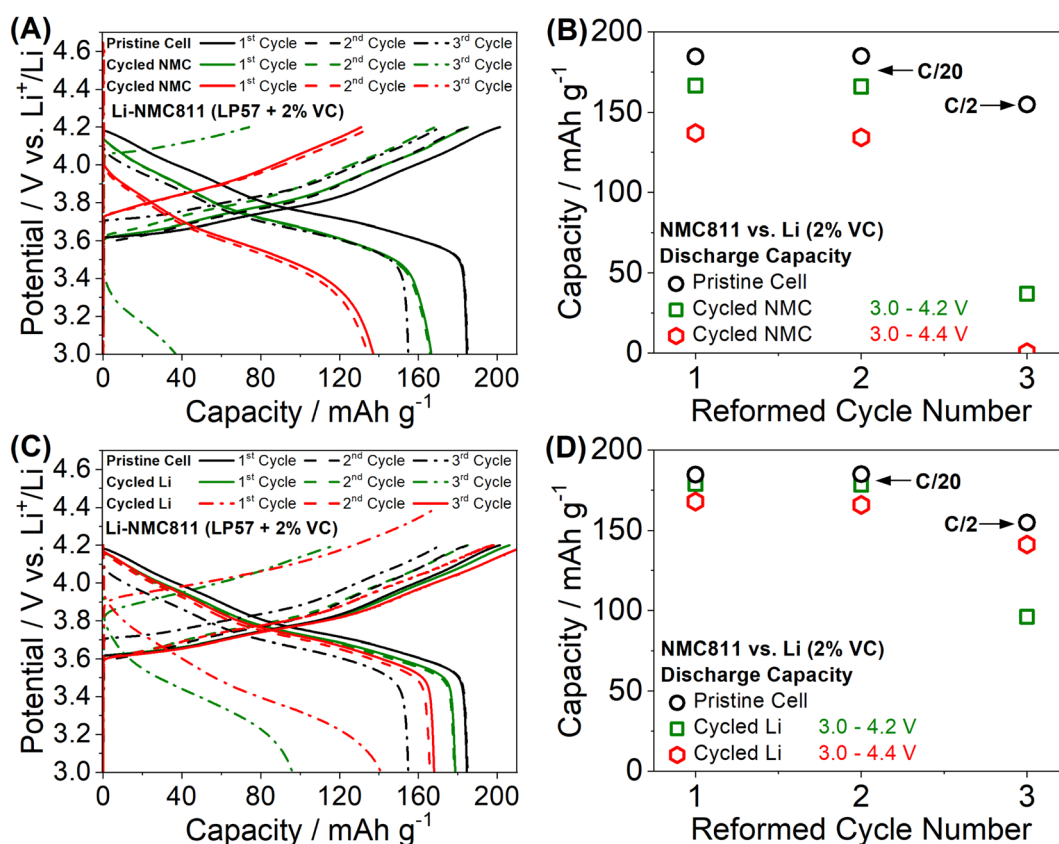 (A)
Pristine Cell 1st Cycle 2nd Cycle 3rd Cycle
Cycled NMC 1st Cycle 2nd Cycle 3rd Cycle
Cycled NMC 1st Cycle 2nd Cycle 3rd Cycle
Li-NMC811 (LP57 + 2% VC)
Potential / V vs. Li⁺/Li
4.6
4.4
4.2
4.0
3.8
3.6
3.4
3.2
3.0
0 40 80 120 160 200
Capacity / mAh g⁻¹
(B)
Capacity / mAh g⁻¹
200
150
100
50
0
C/20
C/2
NMC811 vs. Li (2% VC)
Discharge Capacity
Pristine Cell
Cycled NMC 3.0 - 4.2 V
Cycled NMC 3.0 - 4.4 V
1 2 3
Reformed Cycle Number
(C)
Pristine Cell 1st Cycle 2nd Cycle 3rd Cycle
Cycled Li 1st Cycle 2nd Cycle 3rd Cycle
Cycled Li 1st Cycle 2nd Cycle 3rd Cycle
Li-NMC811 (LP57 + 2% VC)
Potential / V vs. Li⁺/Li
4.6
4.4
4.2
4.0
3.8
3.6
3.4
3.2
3.0
0 40 80 120 160 200
Capacity / mAh g⁻¹
(D)
Capacity / mAh g⁻¹
200
150
100
50
0
C/20
C/2
NMC811 vs. Li (2% VC)
Discharge Capacity
Pristine Cell
Cycled Li 3.0 - 4.2 V
Cycled Li 3.0 - 4.4 V
1 2 3
Reformed Cycle Number